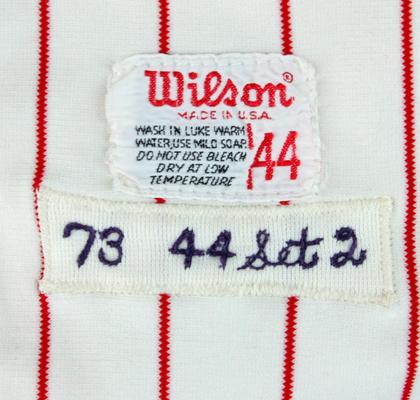 Wilson®
MADE IN U.S.A.
WASH IN LUKE WARM
WATER, USE MILD SOAP
DO NOT USE BLEACH
DRY AT LOW
TEMPERATURE
44
73 44 Set 2